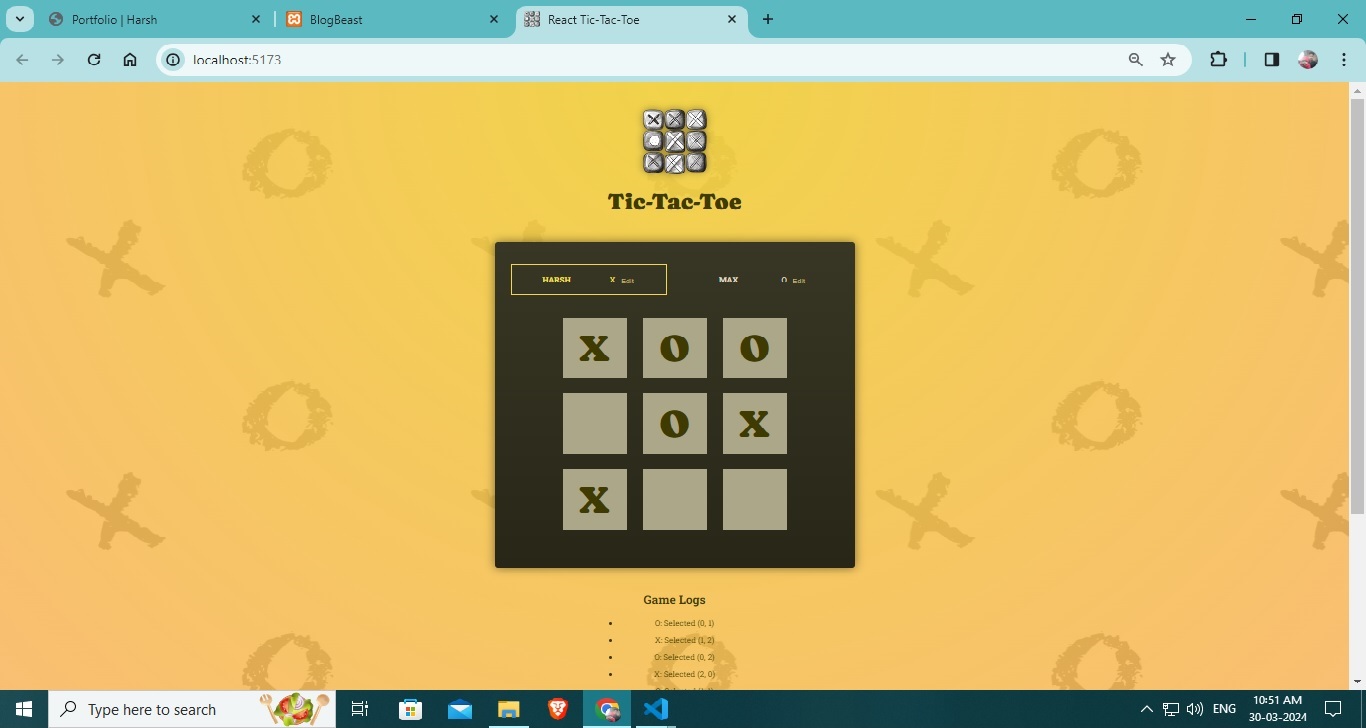 Portfolio | Harsh
BlogBeast
React Tic-Tac-Toe
localhost:5173
Tic-Tac-Toe
HARSH X Edit MAX O Edit
X O O
O X
X
Game Logs
O: Selected (0, 1)
X: Selected (1, 2)
O: Selected (0, 2)
X: Selected (2, 0)
Type here to search
ENG
10:51 AM
30-03-2024